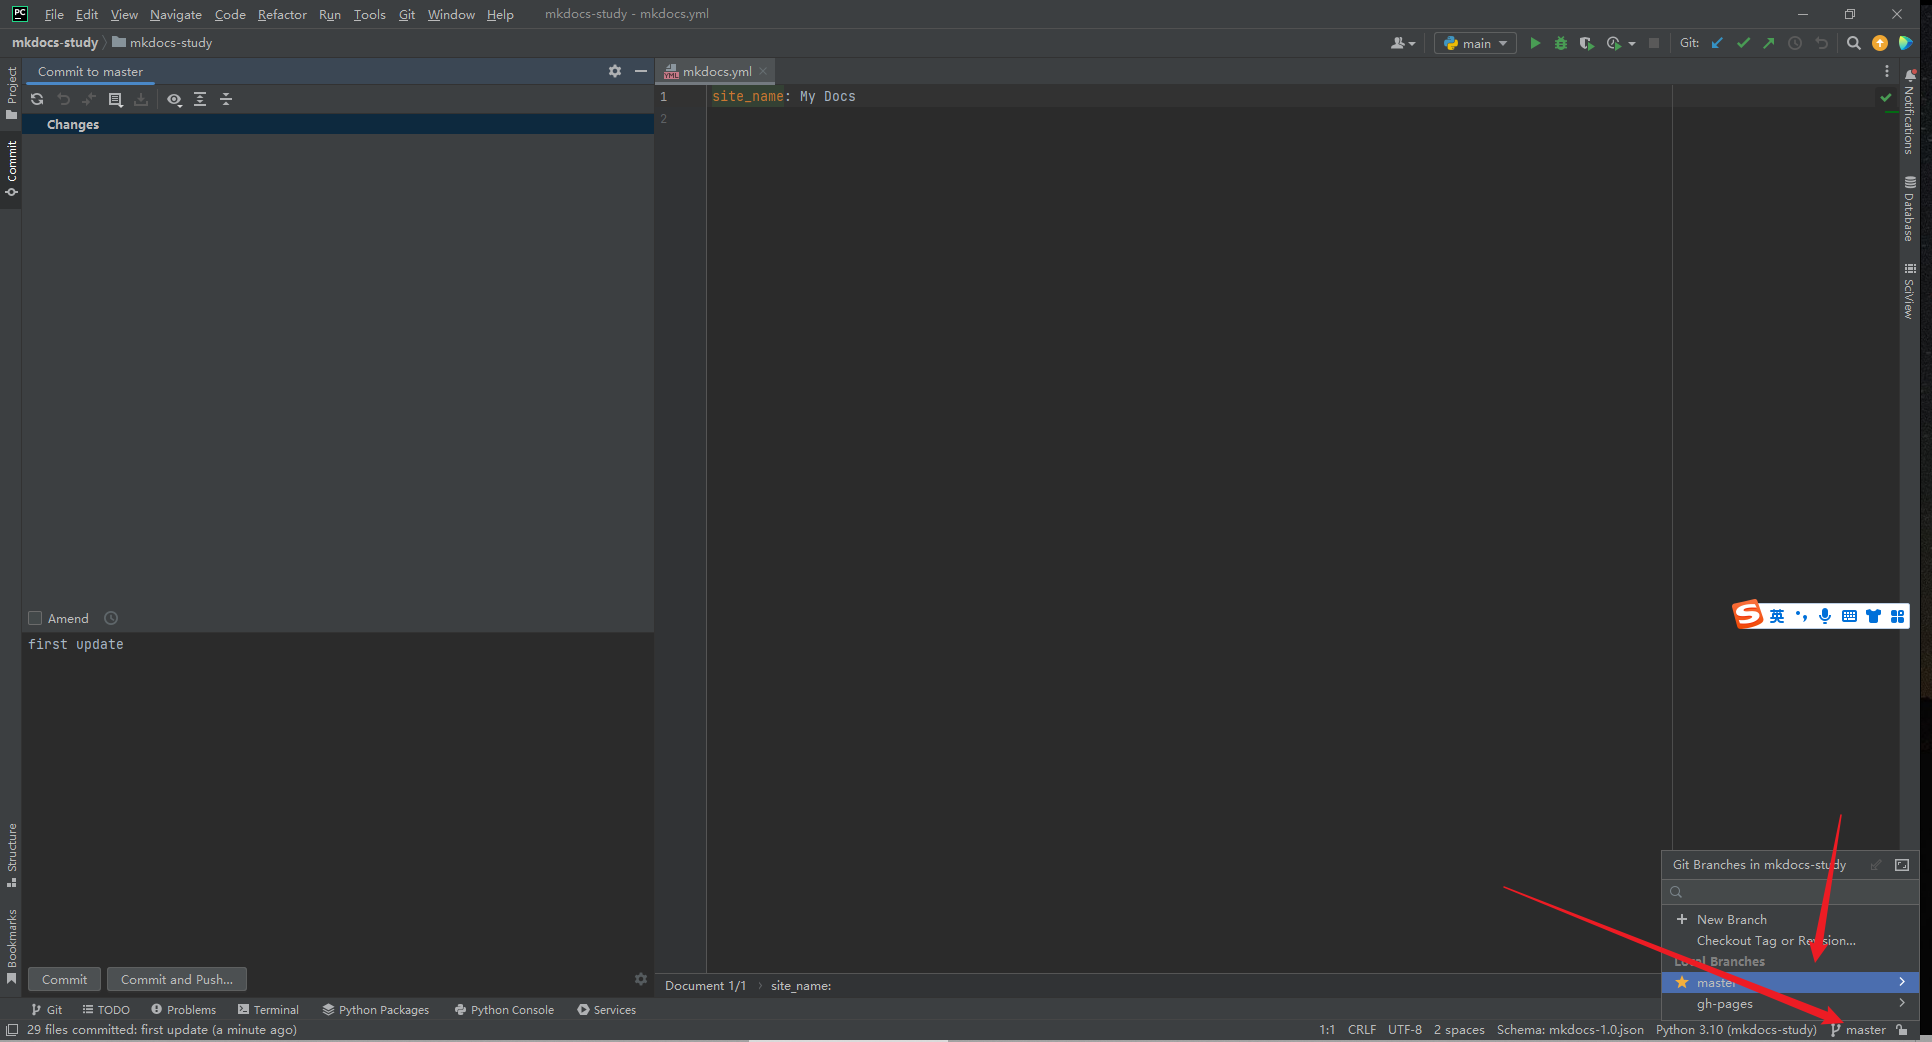 PC File Edit View Navigate Code Refactor Run Tools Git Window Help mkdocs-study - mkdocs.yml
mkdocs-study mkdocs-study main Git:
Project
Commit
Structure
Bookmarks
Commit to master
Changes
Amend
first update
Commit Commit and Push...
mkdocs.yml
1 site_name: My Docs
2
Document 1/1 site_name:
Notifications
Database
SciView
英
Git Branches in mkdocs-study
New Branch
Checkout Tag or Revision...
Local Branches
master
gh-pages
Git TODO Problems Terminal Python Packages Python Console Services
29 files committed: first update (a minute ago) 1:1 CRLF UTF-8 2 spaces Schema: mkdocs-1.0.json Python 3.10 (mkdocs-study) master